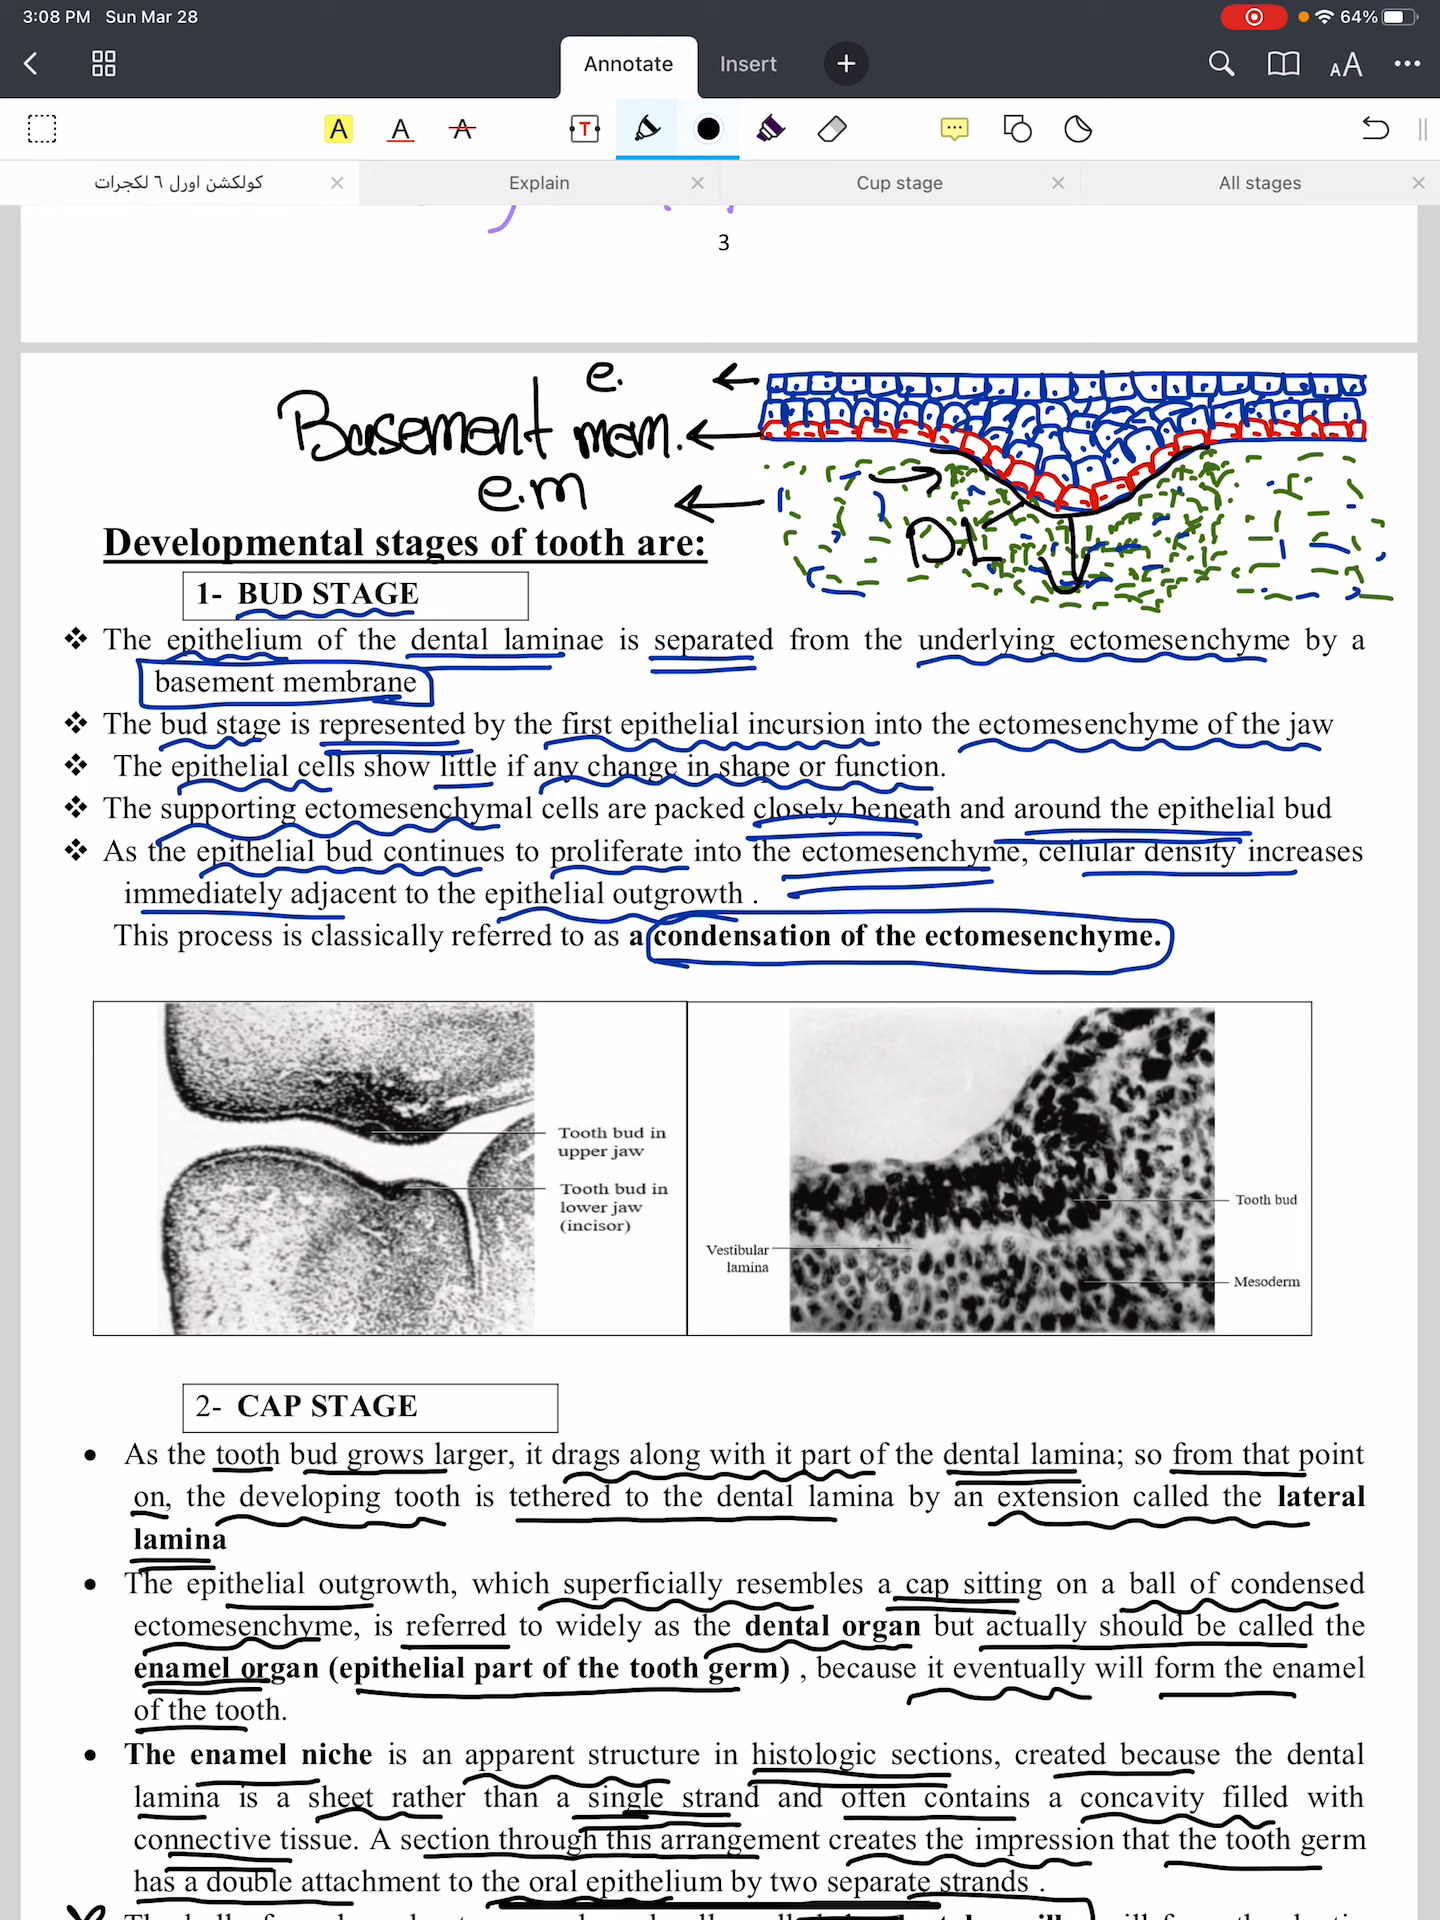 3:08 PM Sun Mar 28
64%
Annotate
Insert
كولكشن اورل ٦ لكجرات
Explain
Cup stage
All stages
3
e.
Basement mem.
e.m
D.L
Developmental stages of tooth are:
1- BUD STAGE
❖ The epithelium of the dental laminae is separated from the underlying ectomesenchyme by a
basement membrane
❖ The bud stage is represented by the first epithelial incursion into the ectomesenchyme of the jaw
❖ The epithelial cells show little if any change in shape or function.
❖ The supporting ectomesenchymal cells are packed closely beneath and around the epithelial bud
❖ As the epithelial bud continues to proliferate into the ectomesenchyme, cellular density increases
immediately adjacent to the epithelial outgrowth .
This process is classically referred to as a condensation of the ectomesenchyme.
Tooth bud in
upper jaw
Tooth bud in
lower jaw
(incisor)
Vestibular
lamina
Tooth bud
Mesoderm
2- CAP STAGE
• As the tooth bud grows larger, it drags along with it part of the dental lamina; so from that point
on, the developing tooth is tethered to the dental lamina by an extension called the lateral
lamina
• The epithelial outgrowth, which superficially resembles a cap sitting on a ball of condensed
ectomesenchyme, is referred to widely as the dental organ but actually should be called the
enamel organ (epithelial part of the tooth germ) , because it eventually will form the enamel
of the tooth.
• The enamel niche is an apparent structure in histologic sections, created because the dental
lamina is a sheet rather than a single strand and often contains a concavity filled with
connective tissue. A section through this arrangement creates the impression that the tooth germ
has a double attachment to the oral epithelium by two separate strands .